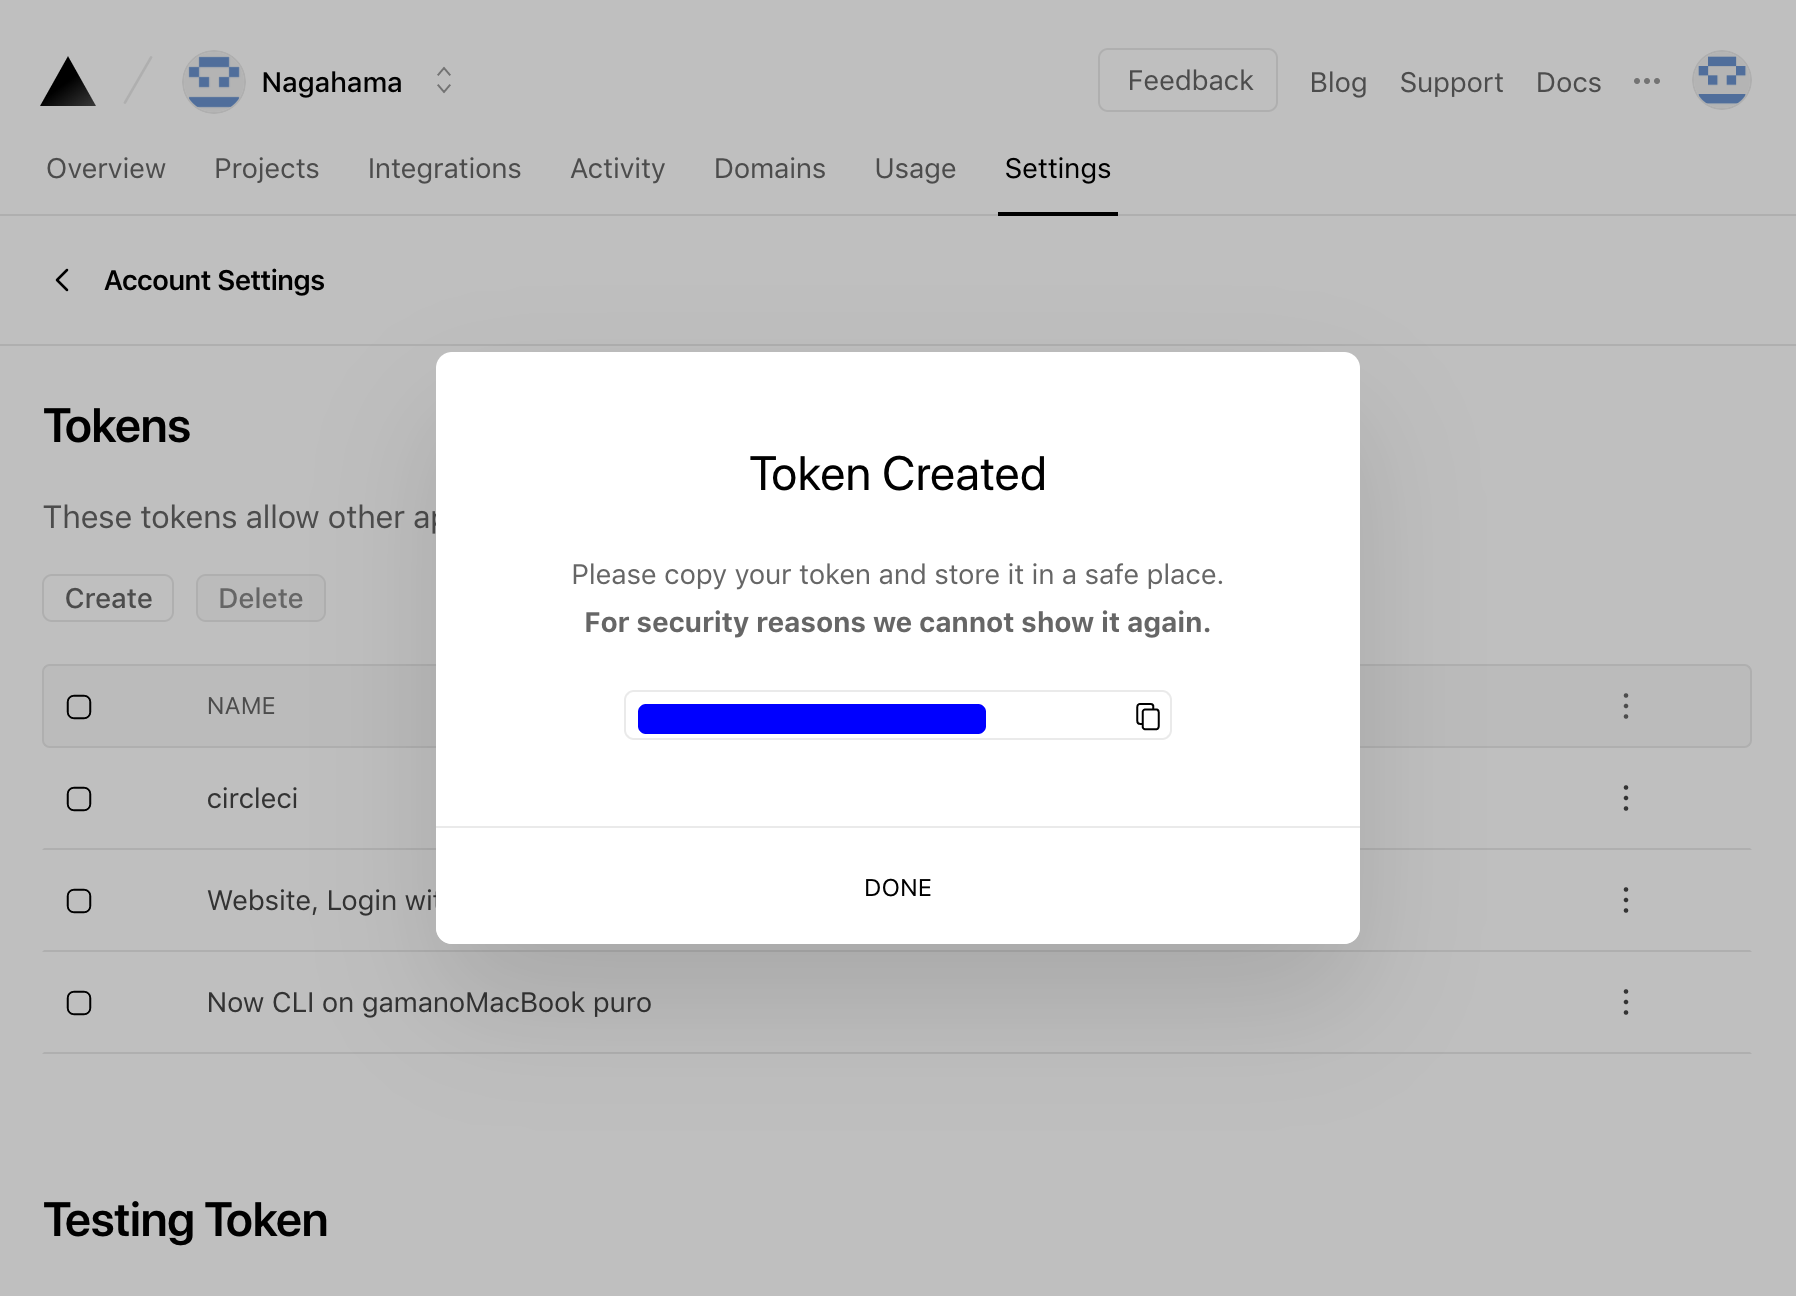 Nagahama
Feedback
Blog
Support
Docs
Overview
Projects
Integrations
Activity
Domains
Usage
Settings
Account Settings
Tokens
These tokens allow other
Create
Delete
NAME
circleci
Website, Login
Now CLI on gamanoMacBook puro
Token Created
Please copy your token and store it in a safe place.
For security reasons we cannot show it again.
DONE
Testing Token